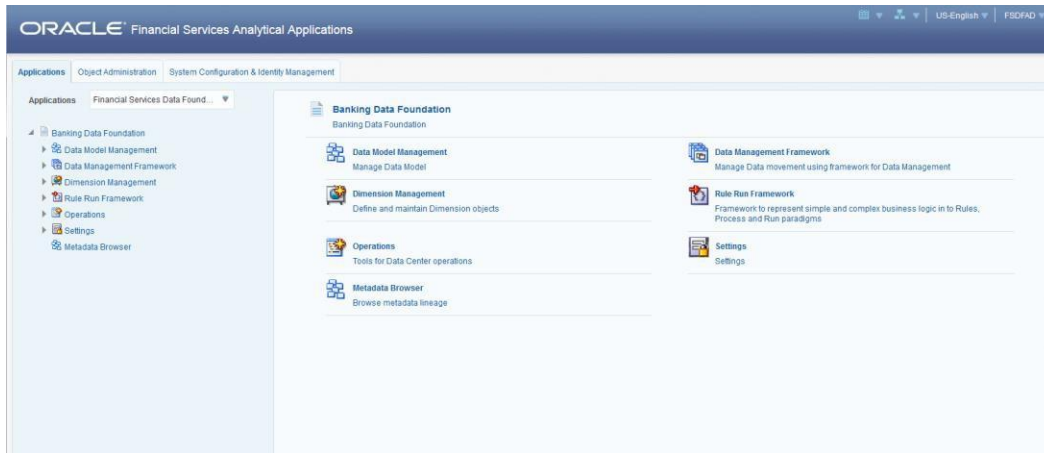 ORACLE® Financial Services Analytical Applications
US-English
FSDFAD
Applications
Object Administration
System Configuration & Identity Management
Applications
Financial Services Data Found...
Banking Data Foundation
Data Model Management
Data Management Framework
Dimension Management
Rule Run Framework
Operations
Settings
Metadata Browser
Banking Data Foundation
Banking Data Foundation
Data Model Management
Manage Data Model
Data Management Framework
Manage Data movement using framework for Data Management
Dimension Management
Define and maintain Dimension objects
Rule Run Framework
Framework to represent simple and complex business logic in to Rules,
Process and Run paradigms
Operations
Tools for Data Center operations
Settings
Settings
Metadata Browser
Browse metadata lineage